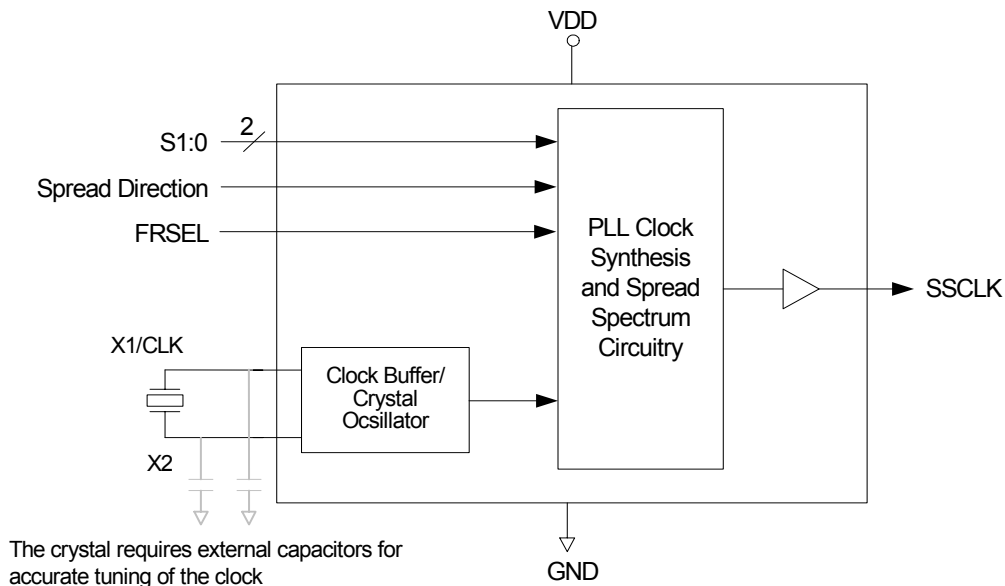 VDD
2
S1:0
Spread Direction
FRSEL
PLL Clock
Synthesis
and Spread
Spectrum
Circuitry
SSCLK
X1/CLK
Clock Buffer/
Crystal
Ocsillator
X2
The crystal requires external capacitors for
accurate tuning of the clock
GND